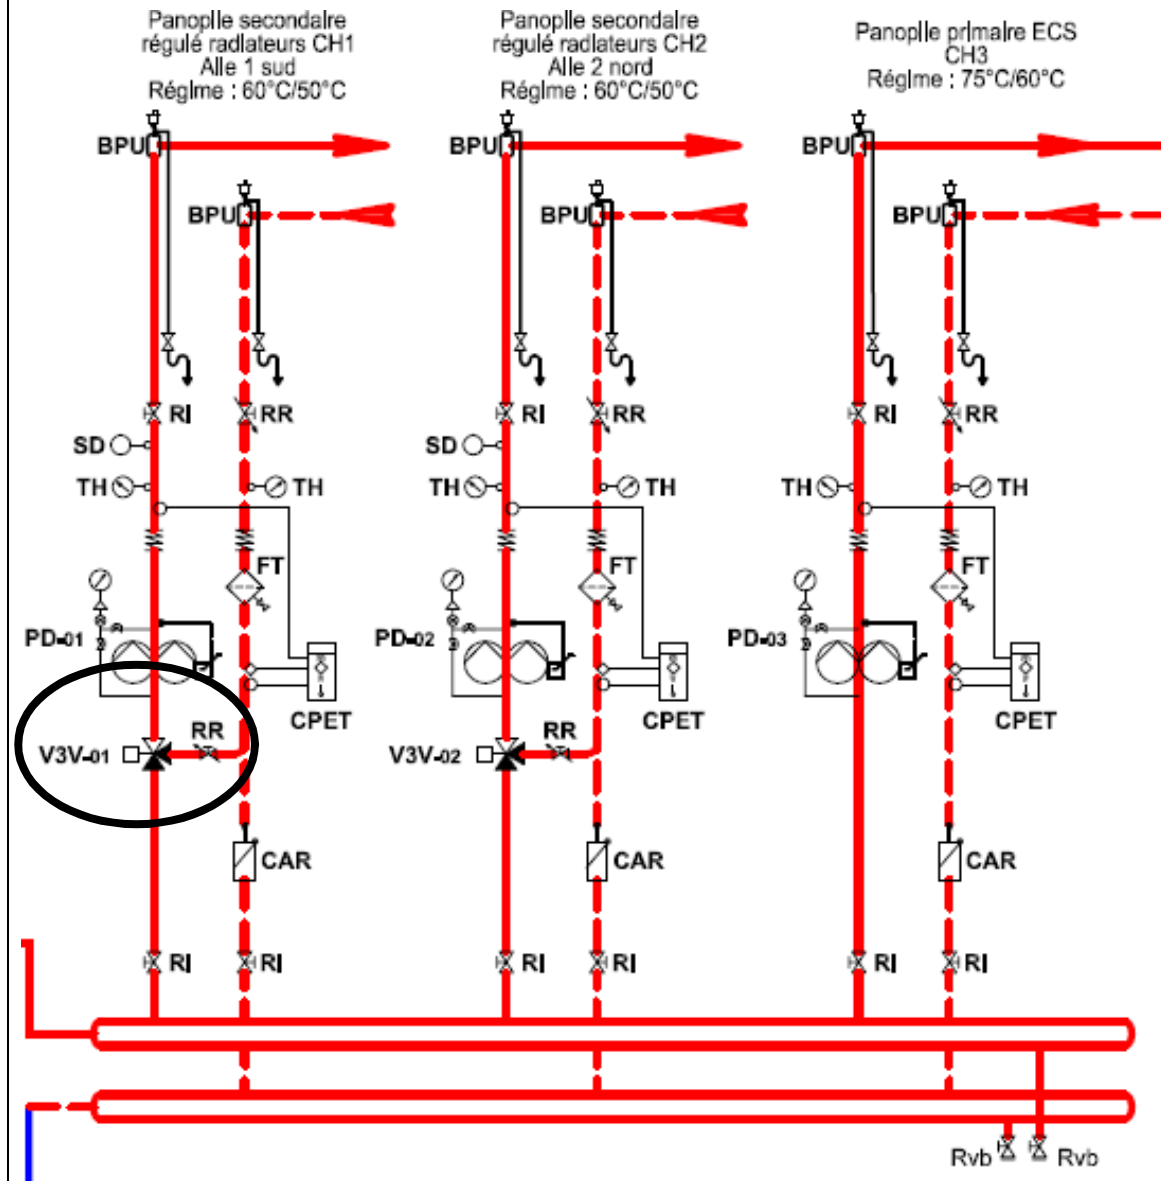 Panoplie secondaire
régulé radiateurs CH1
Aile 1 sud
Régime : 60°C/50°C
Panoplie secondaire
régulé radiateurs CH2
Aile 2 nord
Régime : 60°C/50°C
Panoplie primaire ECS
CH3
Régime : 75°C/60°C
BPU BPU BPU
BPU BPU BPU
RI RR RI RR RI RR
SD SD
TH TH TH TH TH TH
FT FT FT
PD-01 PD-02 PD-03
CPET CPET CPET
RR RR
V3V-01 V3V-02
CAR CAR CAR
RI RI RI RI RI RI
Rvb Rvb